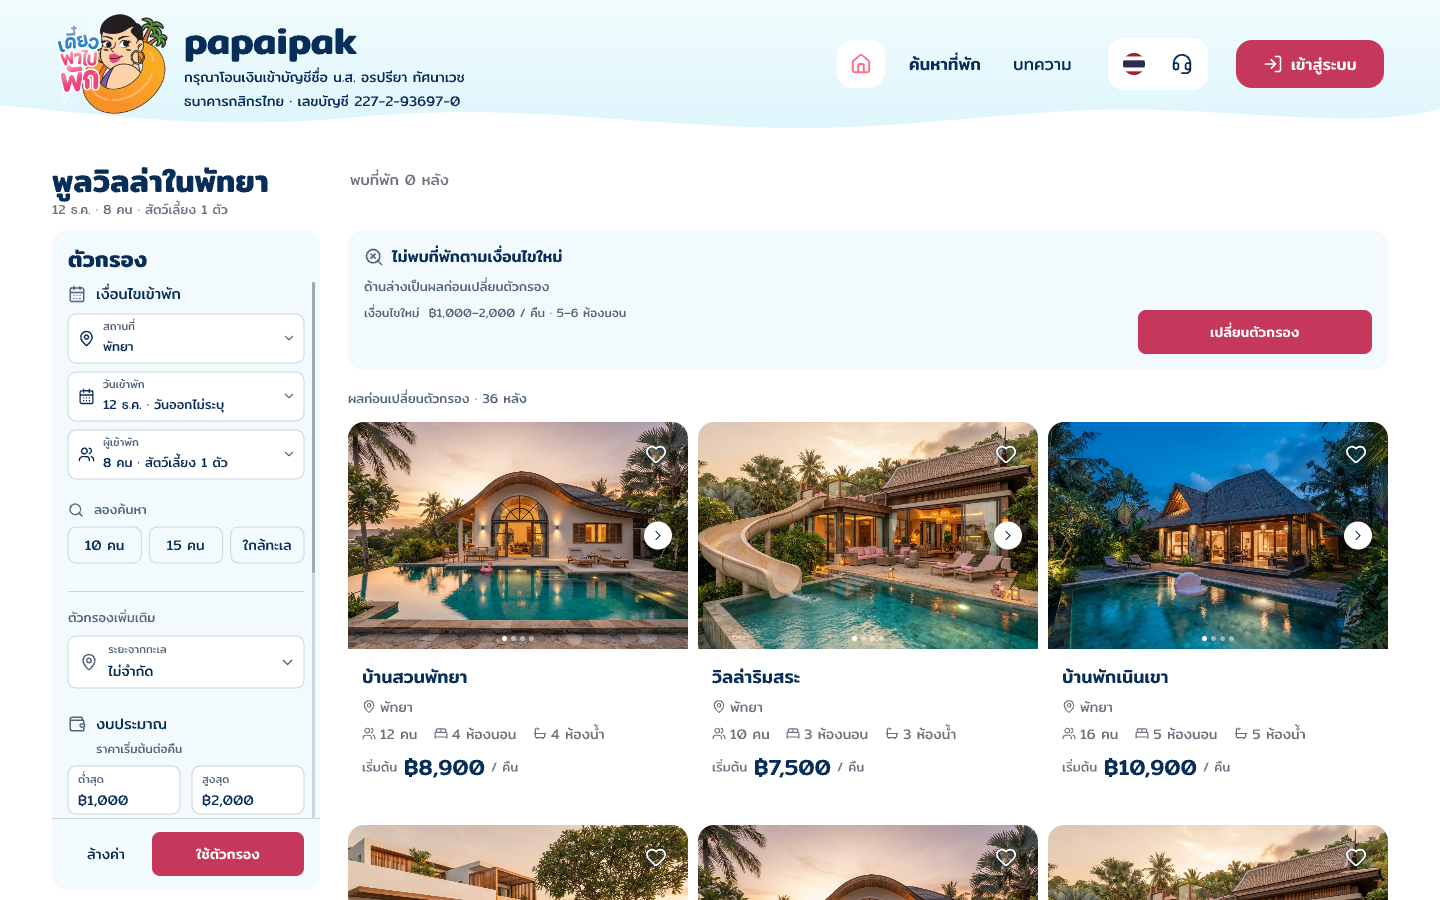 เดี๋ยว
พาไป
พัก
papaipak
กรุณาโอนเงินเข้าบัญชีชื่อ น.ส. อรปรียา ทัศนาเวช
ธนาคารกสิกรไทย · เลขบัญชี 227-2-93697-0
ค้นหาที่พัก
บทความ
เข้าสู่ระบบ
พูลวิลล่าในพัทยา
12 ธ.ค. · 8 คน · สัตว์เลี้ยง 1 ตัว
พบที่พัก 0 หลัง
ตัวกรอง
เงื่อนไขเข้าพัก
สถานที่
พัทยา
วันเข้าพัก
12 ธ.ค. · วันออกไม่ระบุ
ผู้เข้าพัก
8 คน · สัตว์เลี้ยง 1 ตัว
ลองค้นหา
10 คน
15 คน
ใกล้ทะเล
ตัวกรองเพิ่มเติม
ระยะจากทะเล
ไม่จำกัด
งบประมาณ
ราคาเริ่มต้นต่อคืน
ต่ำสุด
฿1,000
สูงสุด
฿2,000
ล้างค่า
ใช้ตัวกรอง
ไม่พบที่พักตามเงื่อนไขใหม่
ด้านล่างเป็นผลก่อนเปลี่ยนตัวกรอง
เงื่อนไขใหม่ ฿1,000–2,000 / คืน · 5–6 ห้องนอน
เปลี่ยนตัวกรอง
ผลก่อนเปลี่ยนตัวกรอง · 36 หลัง
บ้านสวนพัทยา
พัทยา
12 คน 4 ห้องนอน 4 ห้องน้ำ
เริ่มต้น ฿8,900 / คืน
วิลล่าริมสระ
พัทยา
10 คน 3 ห้องนอน 3 ห้องน้ำ
เริ่มต้น ฿7,500 / คืน
บ้านพักเนินเขา
พัทยา
16 คน 5 ห้องนอน 5 ห้องน้ำ
เริ่มต้น ฿10,900 / คืน